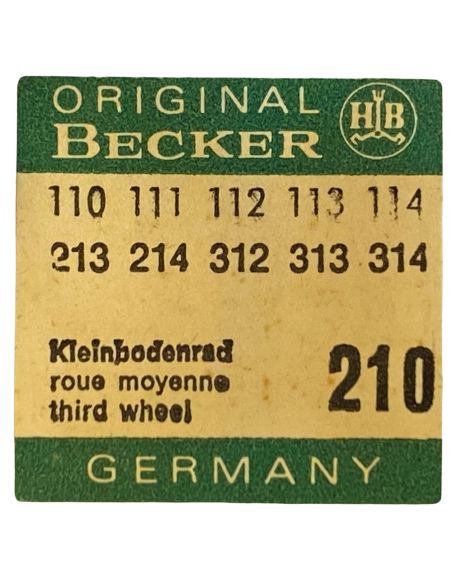 ORIGINAL
BECKER
HB
110 111 112 113 114
213 214 312 313 314
Kleinbodenrad
roue moyenne
third wheel
210
GERMANY